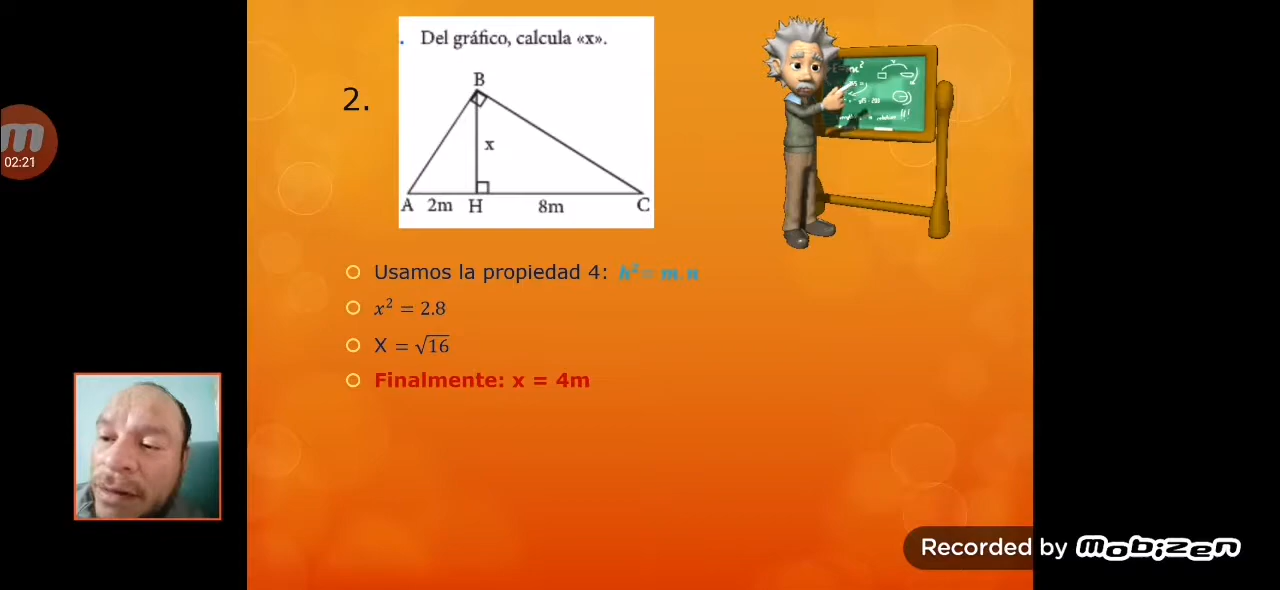 . Del gráfico, calcula «x».
2.
B
x
A 2m H 8m C
02:21
Usamos la propiedad 4: h² = m.n
x² = 2.8
X = √16
Finalmente: x = 4m
Recorded by mobizen